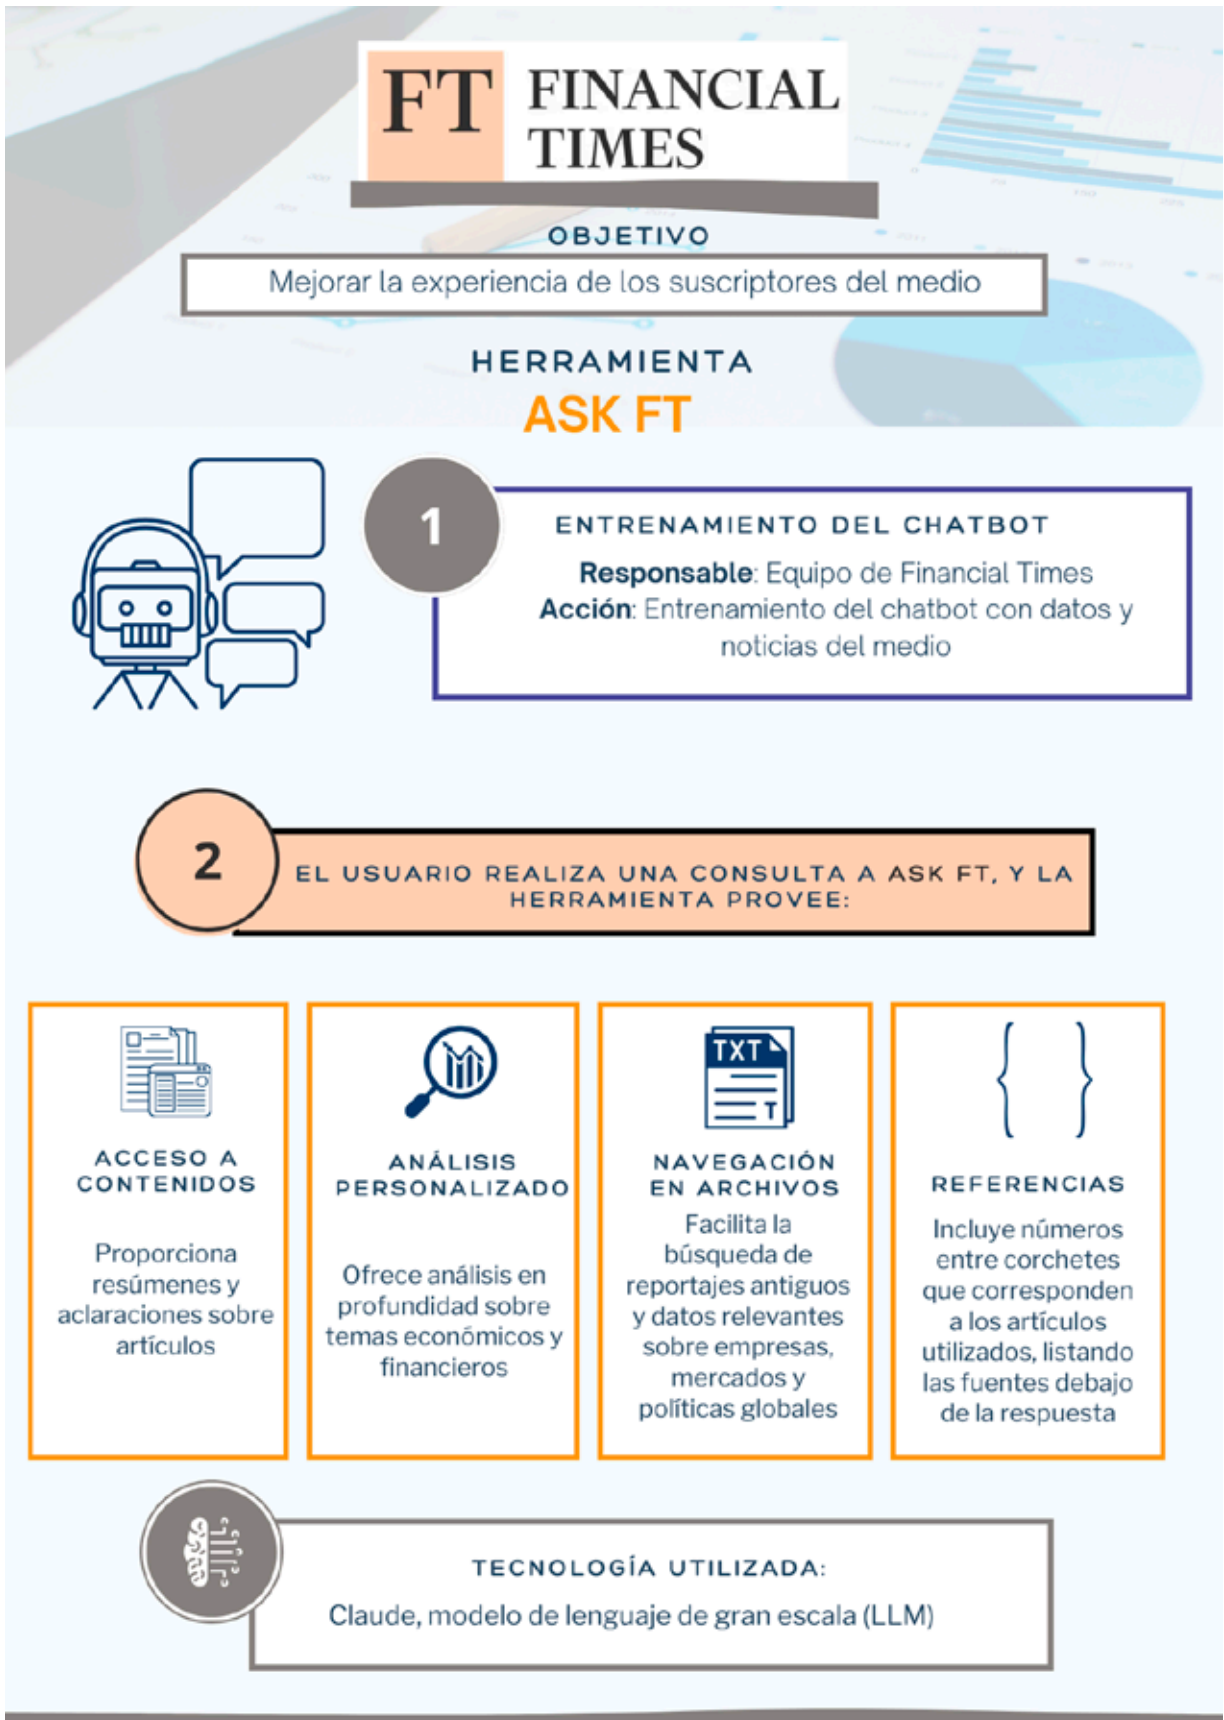 FT FINANCIAL
TIMES
OBJETIVO
Mejorar la experiencia de los suscriptores del medio
HERRAMIENTA
ASK FT
1
ENTRENAMIENTO DEL CHATBOT
Responsable: Equipo de Financial Times
Acción: Entrenamiento del chatbot con datos y
noticias del medio
2
EL USUARIO REALIZA UNA CONSULTA A ASK FT, Y LA
HERRAMIENTA PROVEE:
ACCESO A
CONTENIDOS
Proporciona
resúmenes y
aclaraciones sobre
artículos
ANÁLISIS
PERSONALIZADO
Ofrece análisis en
profundidad sobre
temas económicos y
financieros
TXT
T
NAVEGACIÓN
EN ARCHIVOS
Facilita la
búsqueda de
reportajes antiguos
y datos relevantes
sobre empresas,
mercados y
políticas globales
{ }
REFERENCIAS
Incluye números
entre corchetes
que corresponden
a los artículos
utilizados, listando
las fuentes debajo
de la respuesta
TECNOLOGÍA UTILIZADA:
Claude, modelo de lenguaje de gran escala (LLM)